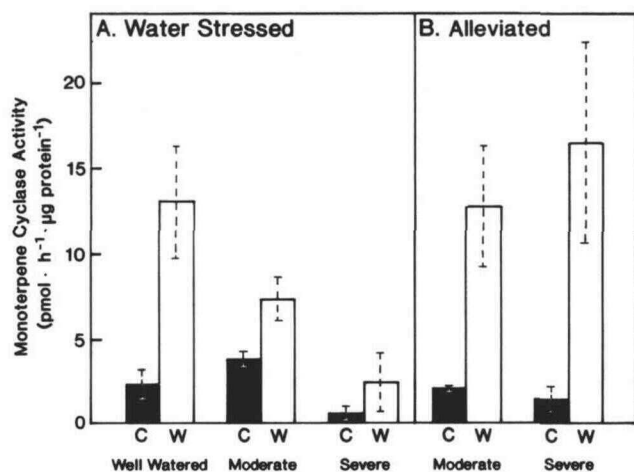 A. Water Stressed
B. Alleviated
Monoterpene Cyclase Activity
(pmol · h⁻¹ · μg protein⁻¹)
20
15
10
5
0
C W C W C W C W C W
Well Watered Moderate Severe Moderate Severe